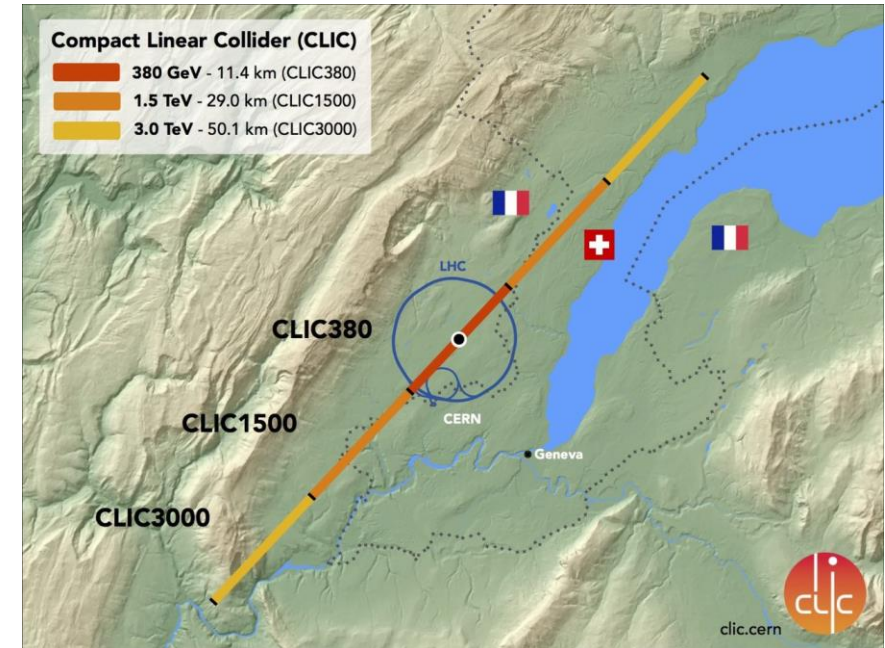 Compact Linear Collider (CLIC)
380 GeV - 11.4 km (CLIC380)
1.5 TeV - 29.0 km (CLIC1500)
3.0 TeV - 50.1 km (CLIC3000)
LHC
CLIC380
CLIC1500
CERN
Geneva
CLIC3000
clic
clic.cern